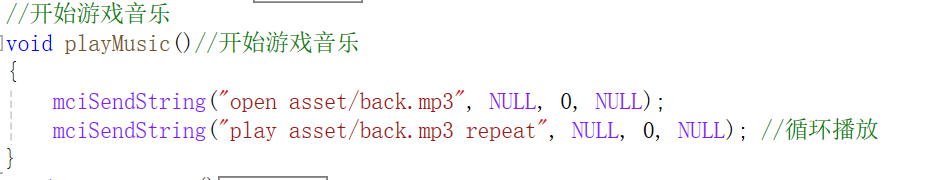 //开始游戏音乐
void playMusic()//开始游戏音乐
{
mciSendString("open asset/back.mp3", NULL, 0, NULL);
mciSendString("play asset/back.mp3 repeat", NULL, 0, NULL); //循环播放
}